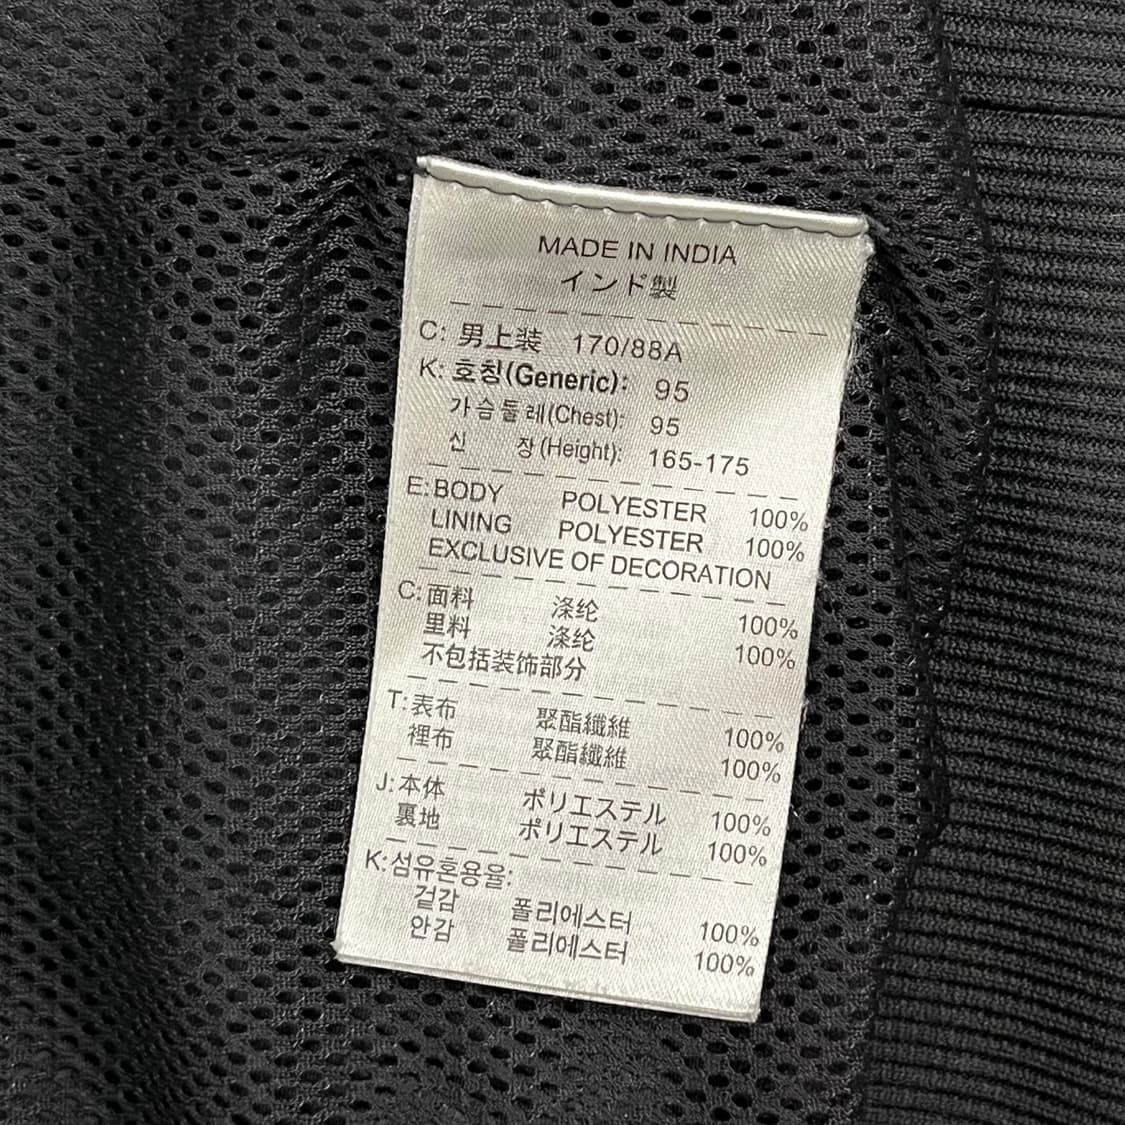 MADE IN INDIA
インド製
C: 男上装 170/88A
K: 호칭(Generic): 95
가슴둘레(Chest): 95
신 장(Height): 165-175
E: BODY POLYESTER 100%
LINING POLYESTER 100%
EXCLUSIVE OF DECORATION
C: 面料 涤纶 100%
里料 涤纶 100%
不包括装饰部分
T: 表布 聚酯纖維 100%
裡布 聚酯纖維 100%
J: 本体 ポリエステル 100%
裏地 ポリエステル 100%
K: 섬유혼용율:
겉감 폴리에스터 100%
안감 폴리에스터 100%